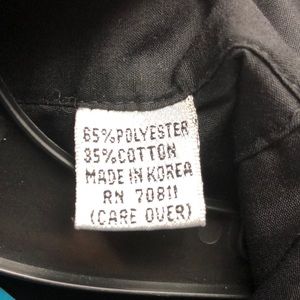 65%POLYESTER
35%COTTON
MADE IN KOREA
RN 70811
(CARE OVER)